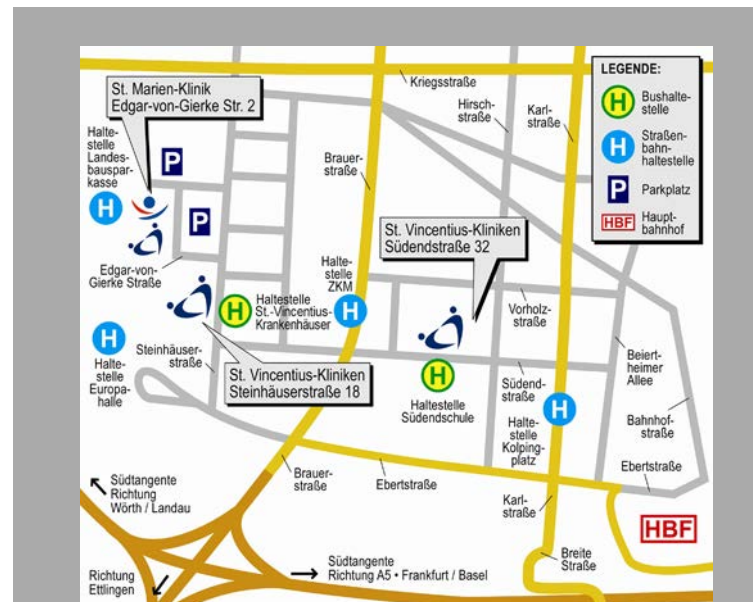 St. Marien-Klinik
Edgar-von-Gierke Str. 2
Kriegsstraße
Hirsch-
straße
Karl-
straße
LEGENDE:
H
Bushalte-
stelle
H
Straßen-
bahn-
haltestelle
P
Parkplatz
HBF
Haupt-
bahnhof
Halte-
stelle
Landes-
bauspar-
kasse
H
P
P
Brauer-
straße
Edgar-von-
Gierke Straße
St. Vincentius-Kliniken
Südendstraße 32
Halte-
stelle
ZKM
H
H
Haltestelle
St.-Vincentius-
Krankenhäuser
Vorholz-
straße
H
Halte-
stelle
Europa-
halle
Steinhäuser-
straße
St. Vincentius-Kliniken
Steinhäuserstraße 18
H
Haltestelle
Südendschule
Südend-
straße
Beiert-
heimer
Allee
H
Halte-
stelle
Kolping-
platz
Bahnhof-
straße
Brauer-
straße
Ebertstraße
Ebertstraße
Karl-
straße
HBF
Breite
Straße
Südtangente
Richtung
Wörth / Landau
Richtung
Ettlingen
Südtangente
Richtung A5 • Frankfurt / Basel